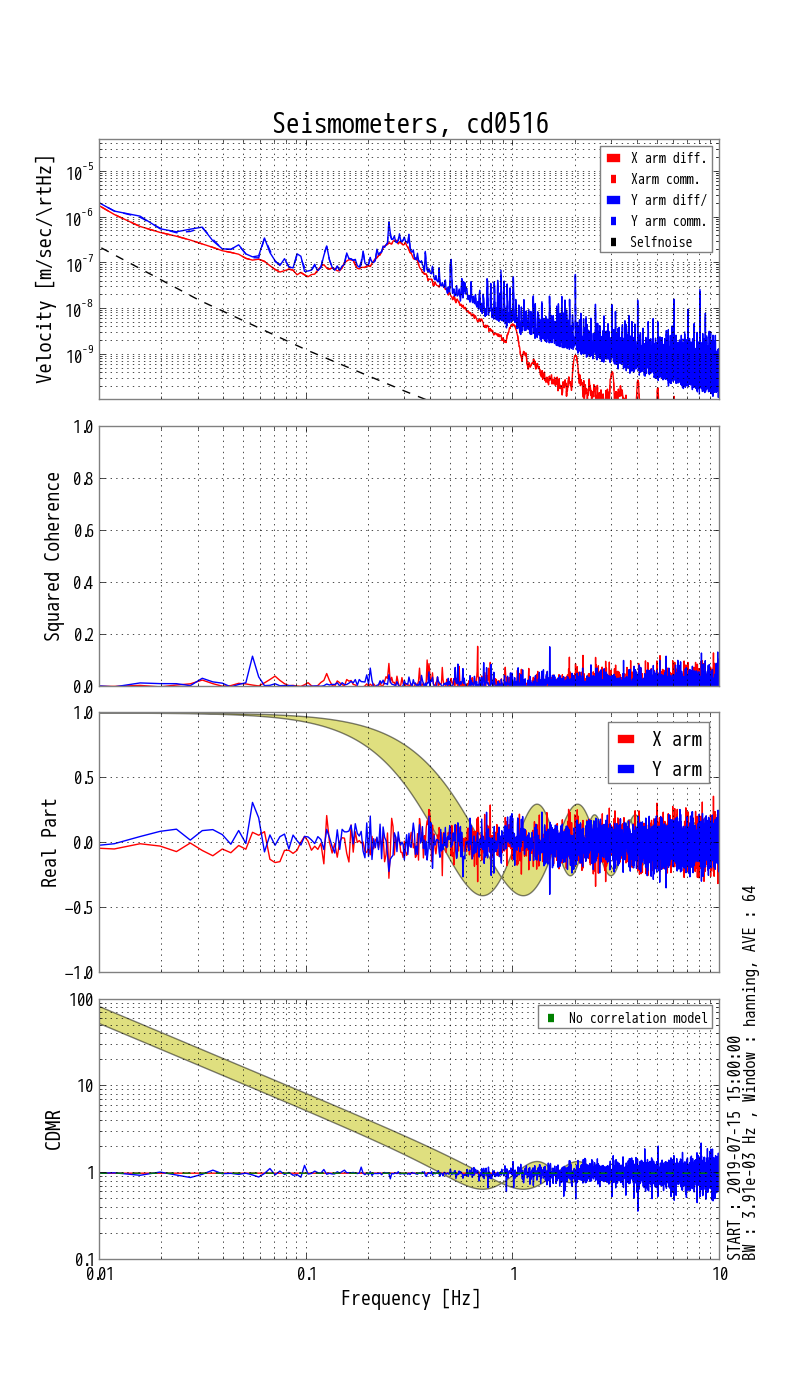 Seismometers, cd0516
Velocity [m/sec/\rtHz]
10^-5
10^-6
10^-7
10^-8
10^-9
X arm diff.
Xarm comm.
Y arm diff/
Y arm comm.
Selfnoise
Squared Coherence
1.0
0.8
0.6
0.4
0.2
0.0
Real Part
1.0
0.5
0.0
−0.5
−1.0
X arm
Y arm
CDMR
100
10
1
0.1
No correlation model
0.01
0.1
1
10
Frequency [Hz]
START : 2019-07-15 15:00:00
BW : 3.91e-03 Hz , Window : hanning, AVE : 64